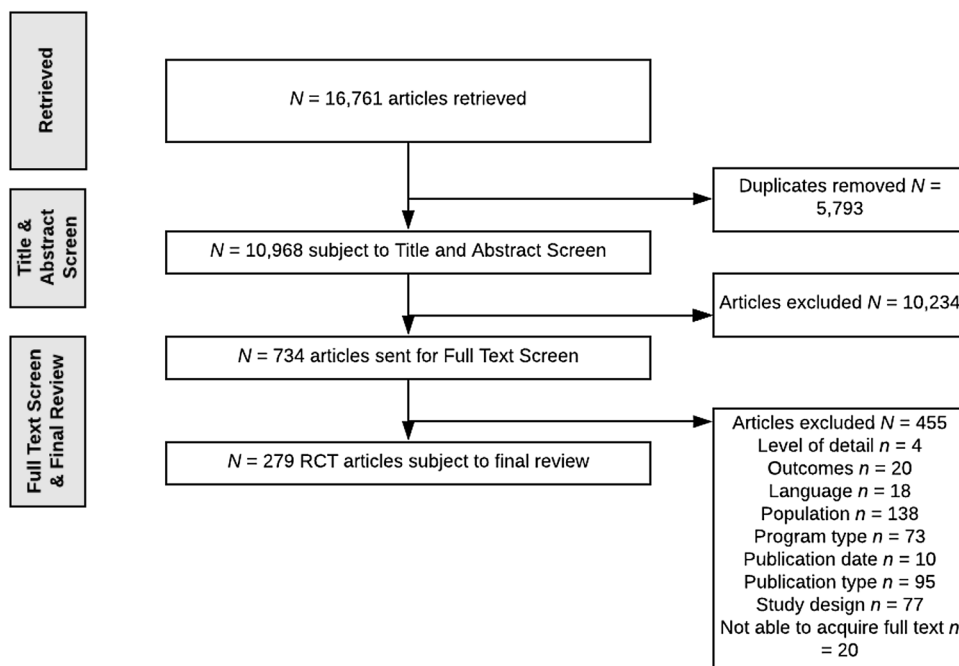 Retrieved
N = 16,761 articles retrieved
Duplicates removed N =
5,793
Title &
Abstract
Screen
N = 10,968 subject to Title and Abstract Screen
Articles excluded N = 10,234
Full Text Screen
& Final Review
N = 734 articles sent for Full Text Screen
N = 279 RCT articles subject to final review
Articles excluded N = 455
Level of detail n = 4
Outcomes n = 20
Language n = 18
Population n = 138
Program type n = 73
Publication date n = 10
Publication type n = 95
Study design n = 77
Not able to acquire full text n
= 20